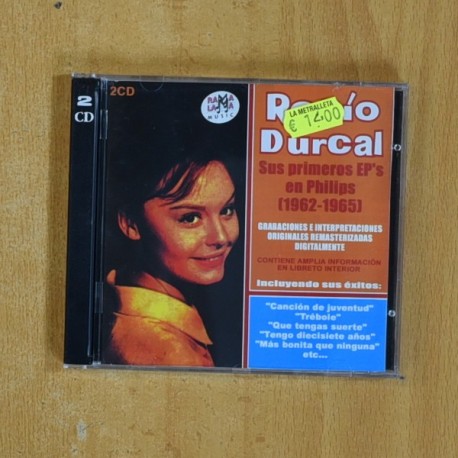 2
CD
2CD
RAMA
LAMA
MUSIC
LA METRALLETA
€ 14.00
Durcal
Sus primeros EP's
en Philips
(1962-1965)
GRABACIONES E INTERPRETACIONES
ORIGINALES REMASTERIZADAS
DIGITALMENTE
CONTIENE AMPLIA INFORMACIÓN
EN LIBRETO INTERIOR
Incluyendo sus éxitos:
"Canción de juventud"
"Trébole"
"Que tengas suerte"
"Tengo diecisiete años"
"Más bonita que ninguna"
etc...